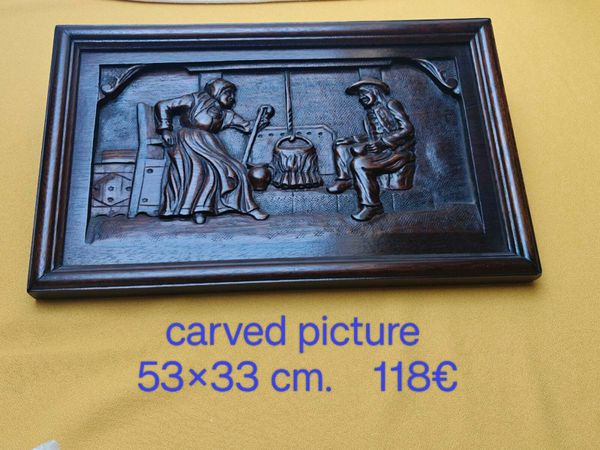 carved picture
53×33 cm. 118€